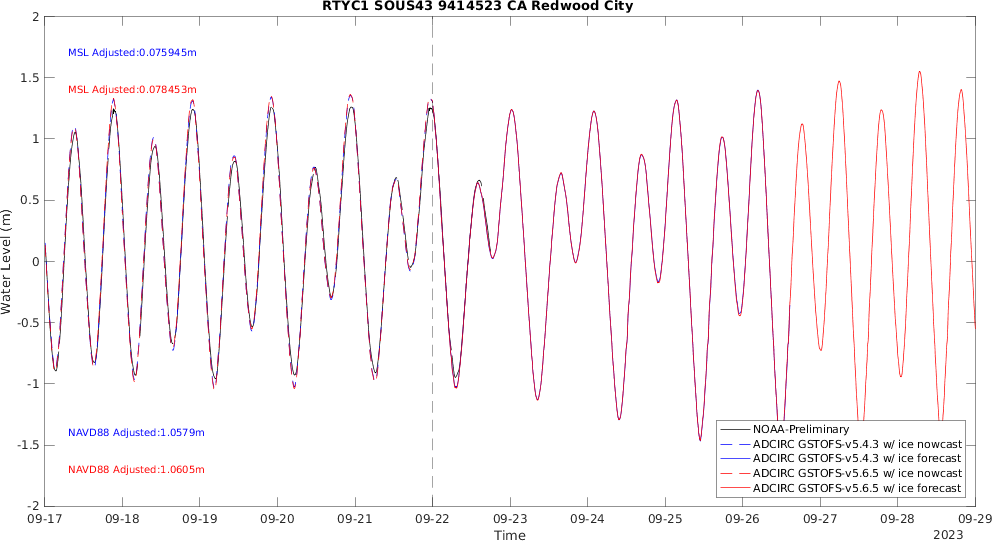 RTYC1 SOUS43 9414523 CA Redwood City
2
1.5
1
0.5
0
-0.5
-1
-1.5
-2
Water Level (m)
MSL Adjusted:0.075945m
MSL Adjusted:0.078453m
NAVD88 Adjusted:1.0579m
NAVD88 Adjusted:1.0605m
NOAA-Preliminary
ADCIRC GSTOFS-v5.4.3 w/ ice nowcast
ADCIRC GSTOFS-v5.4.3 w/ ice forecast
ADCIRC GSTOFS-v5.6.5 w/ ice nowcast
ADCIRC GSTOFS-v5.6.5 w/ ice forecast
09-17 09-18 09-19 09-20 09-21 09-22 09-23 09-24 09-25 09-26 09-27 09-28 09-29
Time
2023